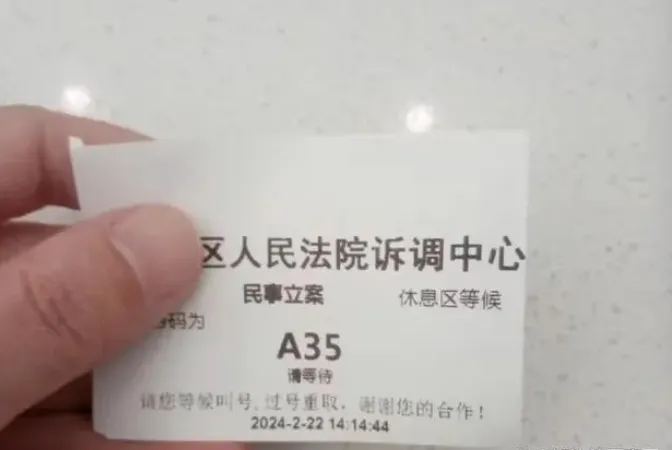 区人民法院诉调中心
民事立案 休息区等候
号码为
A35
请等待
请您等候叫号,过号重取，谢谢您的合作！
2024-2-22 14:14:44